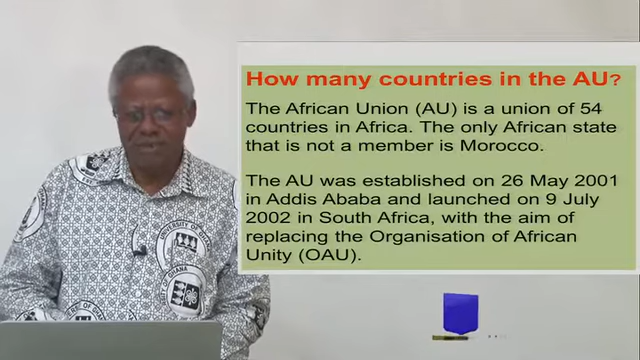 How many countries in the AU?
The African Union (AU) is a union of 54
countries in Africa. The only African state
that is not a member is Morocco.
The AU was established on 26 May 2001
in Addis Ababa and launched on 9 July
2002 in South Africa, with the aim of
replacing the Organisation of African
Unity (OAU).